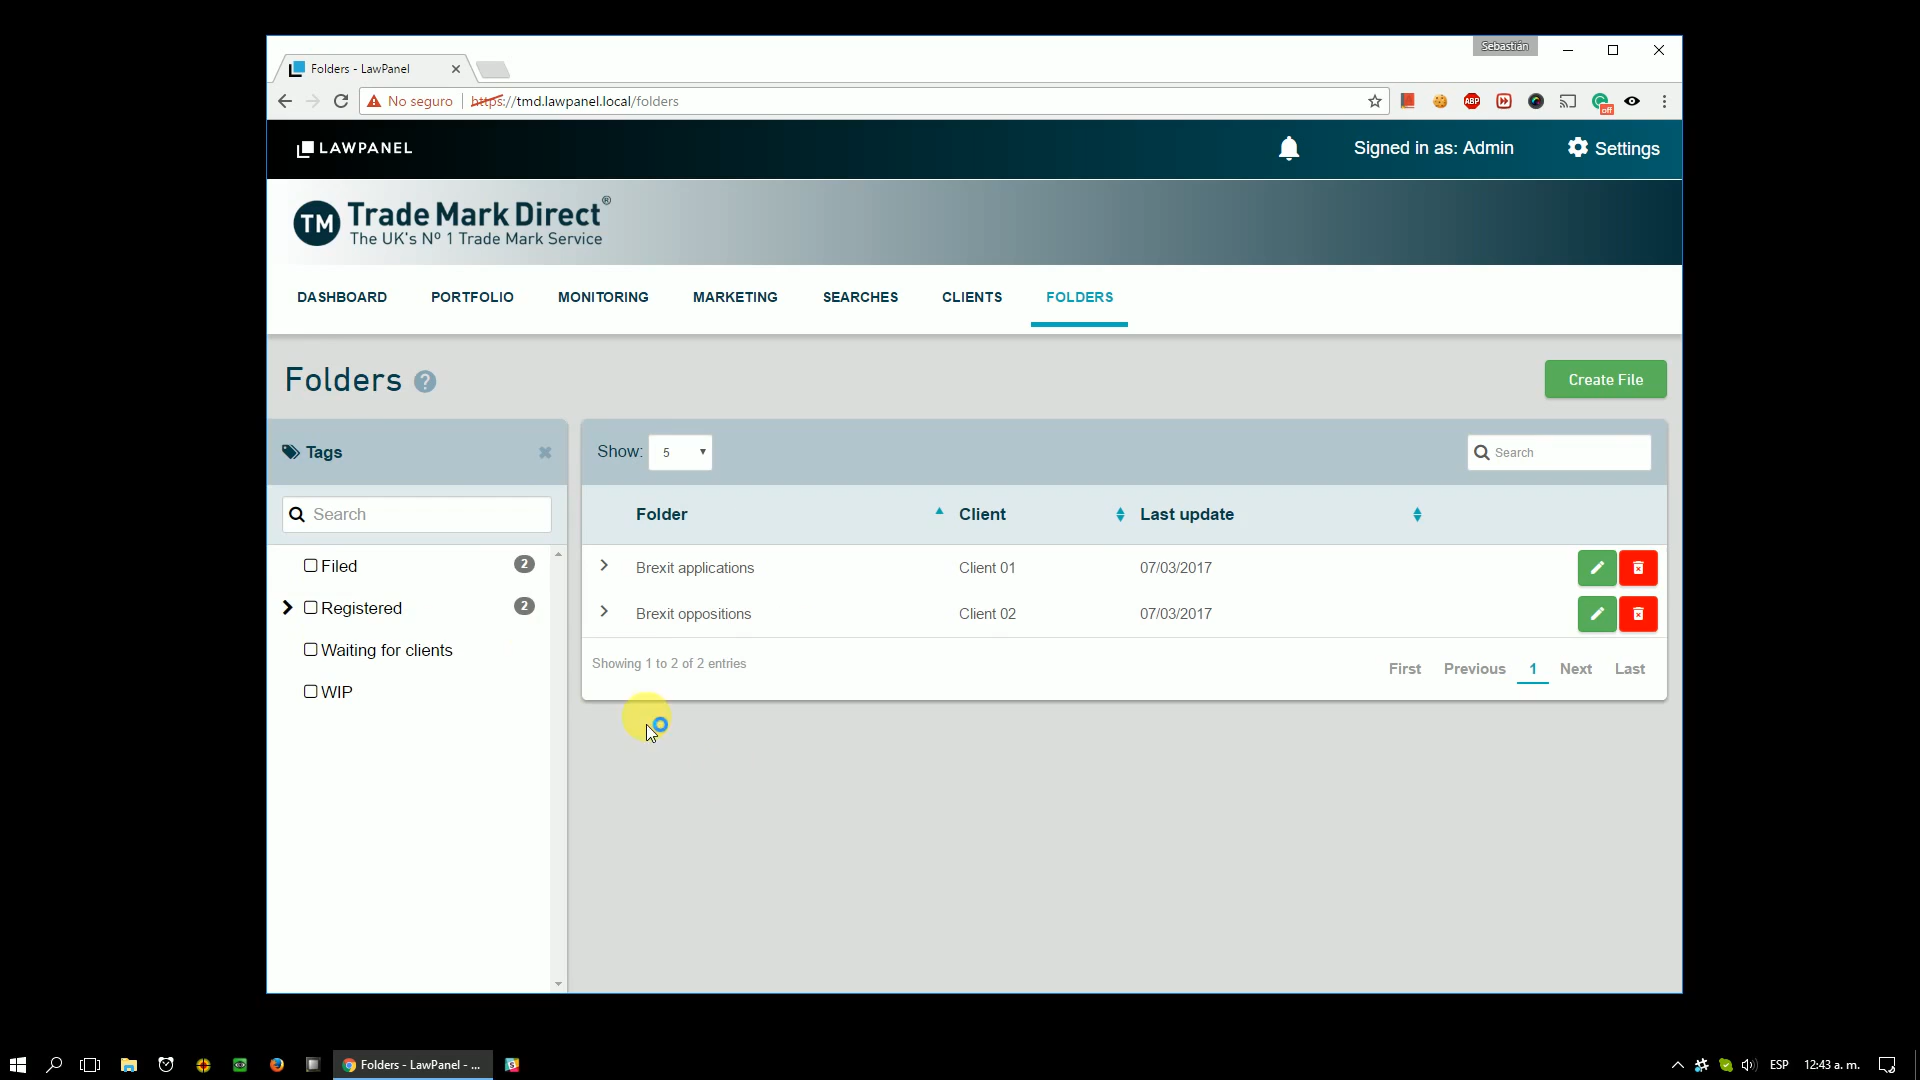 Sebastián
Folders - LawPanel
No seguro https://tmd.lawpanel.local/folders
ABP
off
LAWPANEL
Signed in as: Admin
Settings
TM Trade Mark Direct®
The UK's Nº 1 Trade Mark Service
DASHBOARD PORTFOLIO MONITORING MARKETING SEARCHES CLIENTS FOLDERS
Folders ?
Create File
Tags
Show: 5
Search
Search
Folder Client Last update
Filed 2
Registered 2
Waiting for clients
WIP
Brexit applications Client 01 07/03/2017
Brexit oppositions Client 02 07/03/2017
Showing 1 to 2 of 2 entries
First Previous 1 Next Last
Folders - LawPanel - ...
ESP 12:43 a. m.